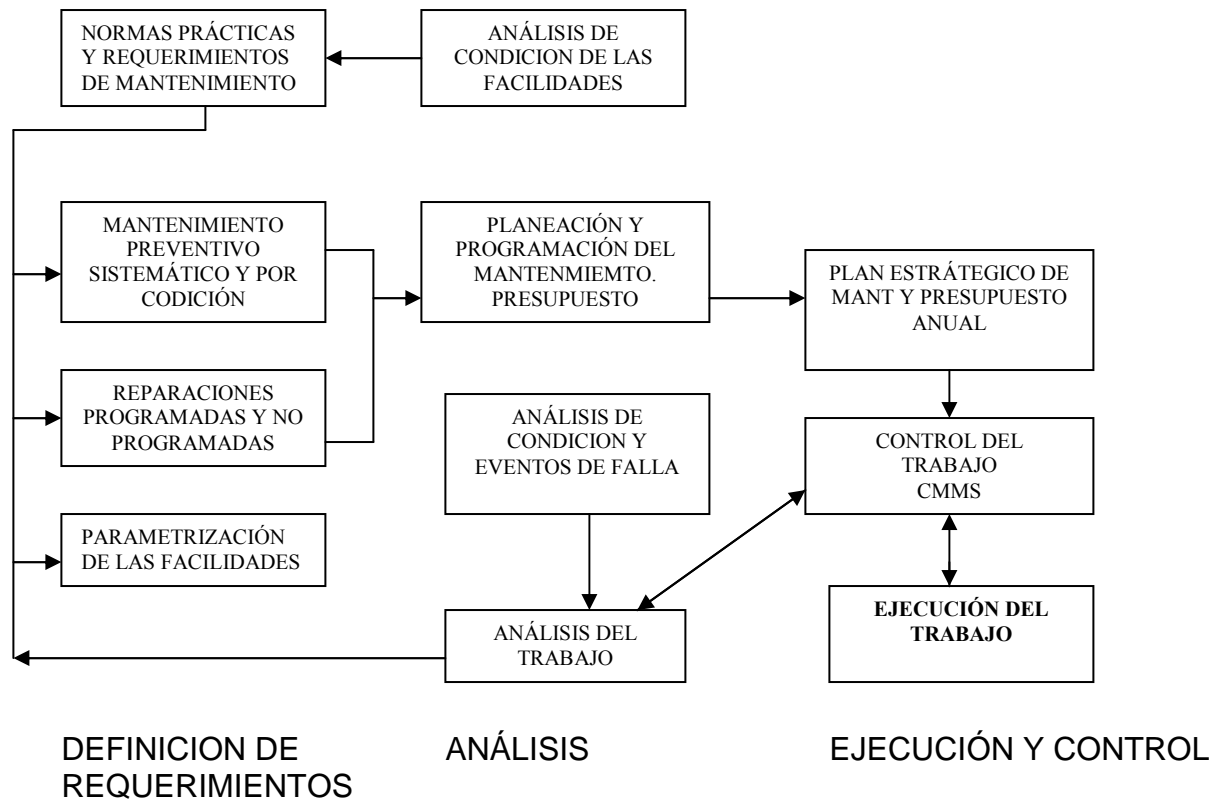 NORMAS PRÁCTICAS
Y REQUERIMIENTOS
DE MANTENIMIENTO
ANÁLISIS DE
CONDICION DE LAS
FACILIDADES
MANTENIMIENTO
PREVENTIVO
SISTEMÁTICO Y POR
CODICIÓN
PLANEACIÓN Y
PROGRAMACIÓN DEL
MANTENMIEMTO.
PRESUPUESTO
PLAN ESTRÁTEGICO DE
MANT Y PRESUPUESTO
ANUAL
REPARACIONES
PROGRAMADAS Y NO
PROGRAMADAS
ANÁLISIS DE
CONDICION Y
EVENTOS DE FALLA
CONTROL DEL
TRABAJO
CMMS
PARAMETRIZACIÓN
DE LAS FACILIDADES
ANÁLISIS DEL
TRABAJO
EJECUCIÓN DEL
TRABAJO
DEFINICION DE
REQUERIMIENTOS
ANÁLISIS
EJECUCIÓN Y CONTROL